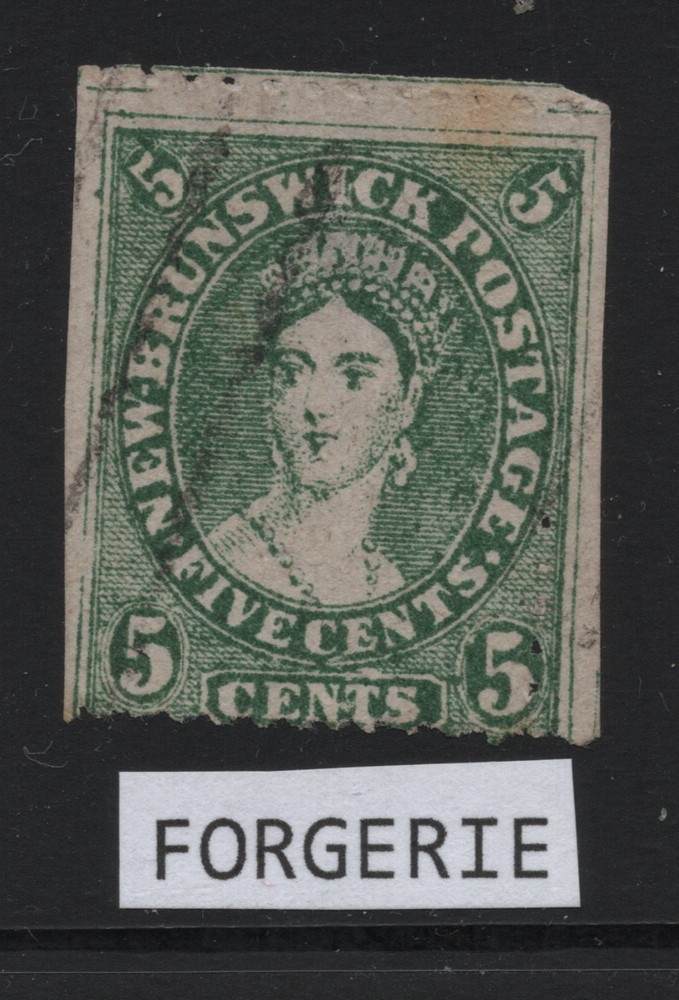 5 5
NEW-BRUNSWICK POSTAGE.
FIVE CENTS.
5 CENTS 5
FORGERIE